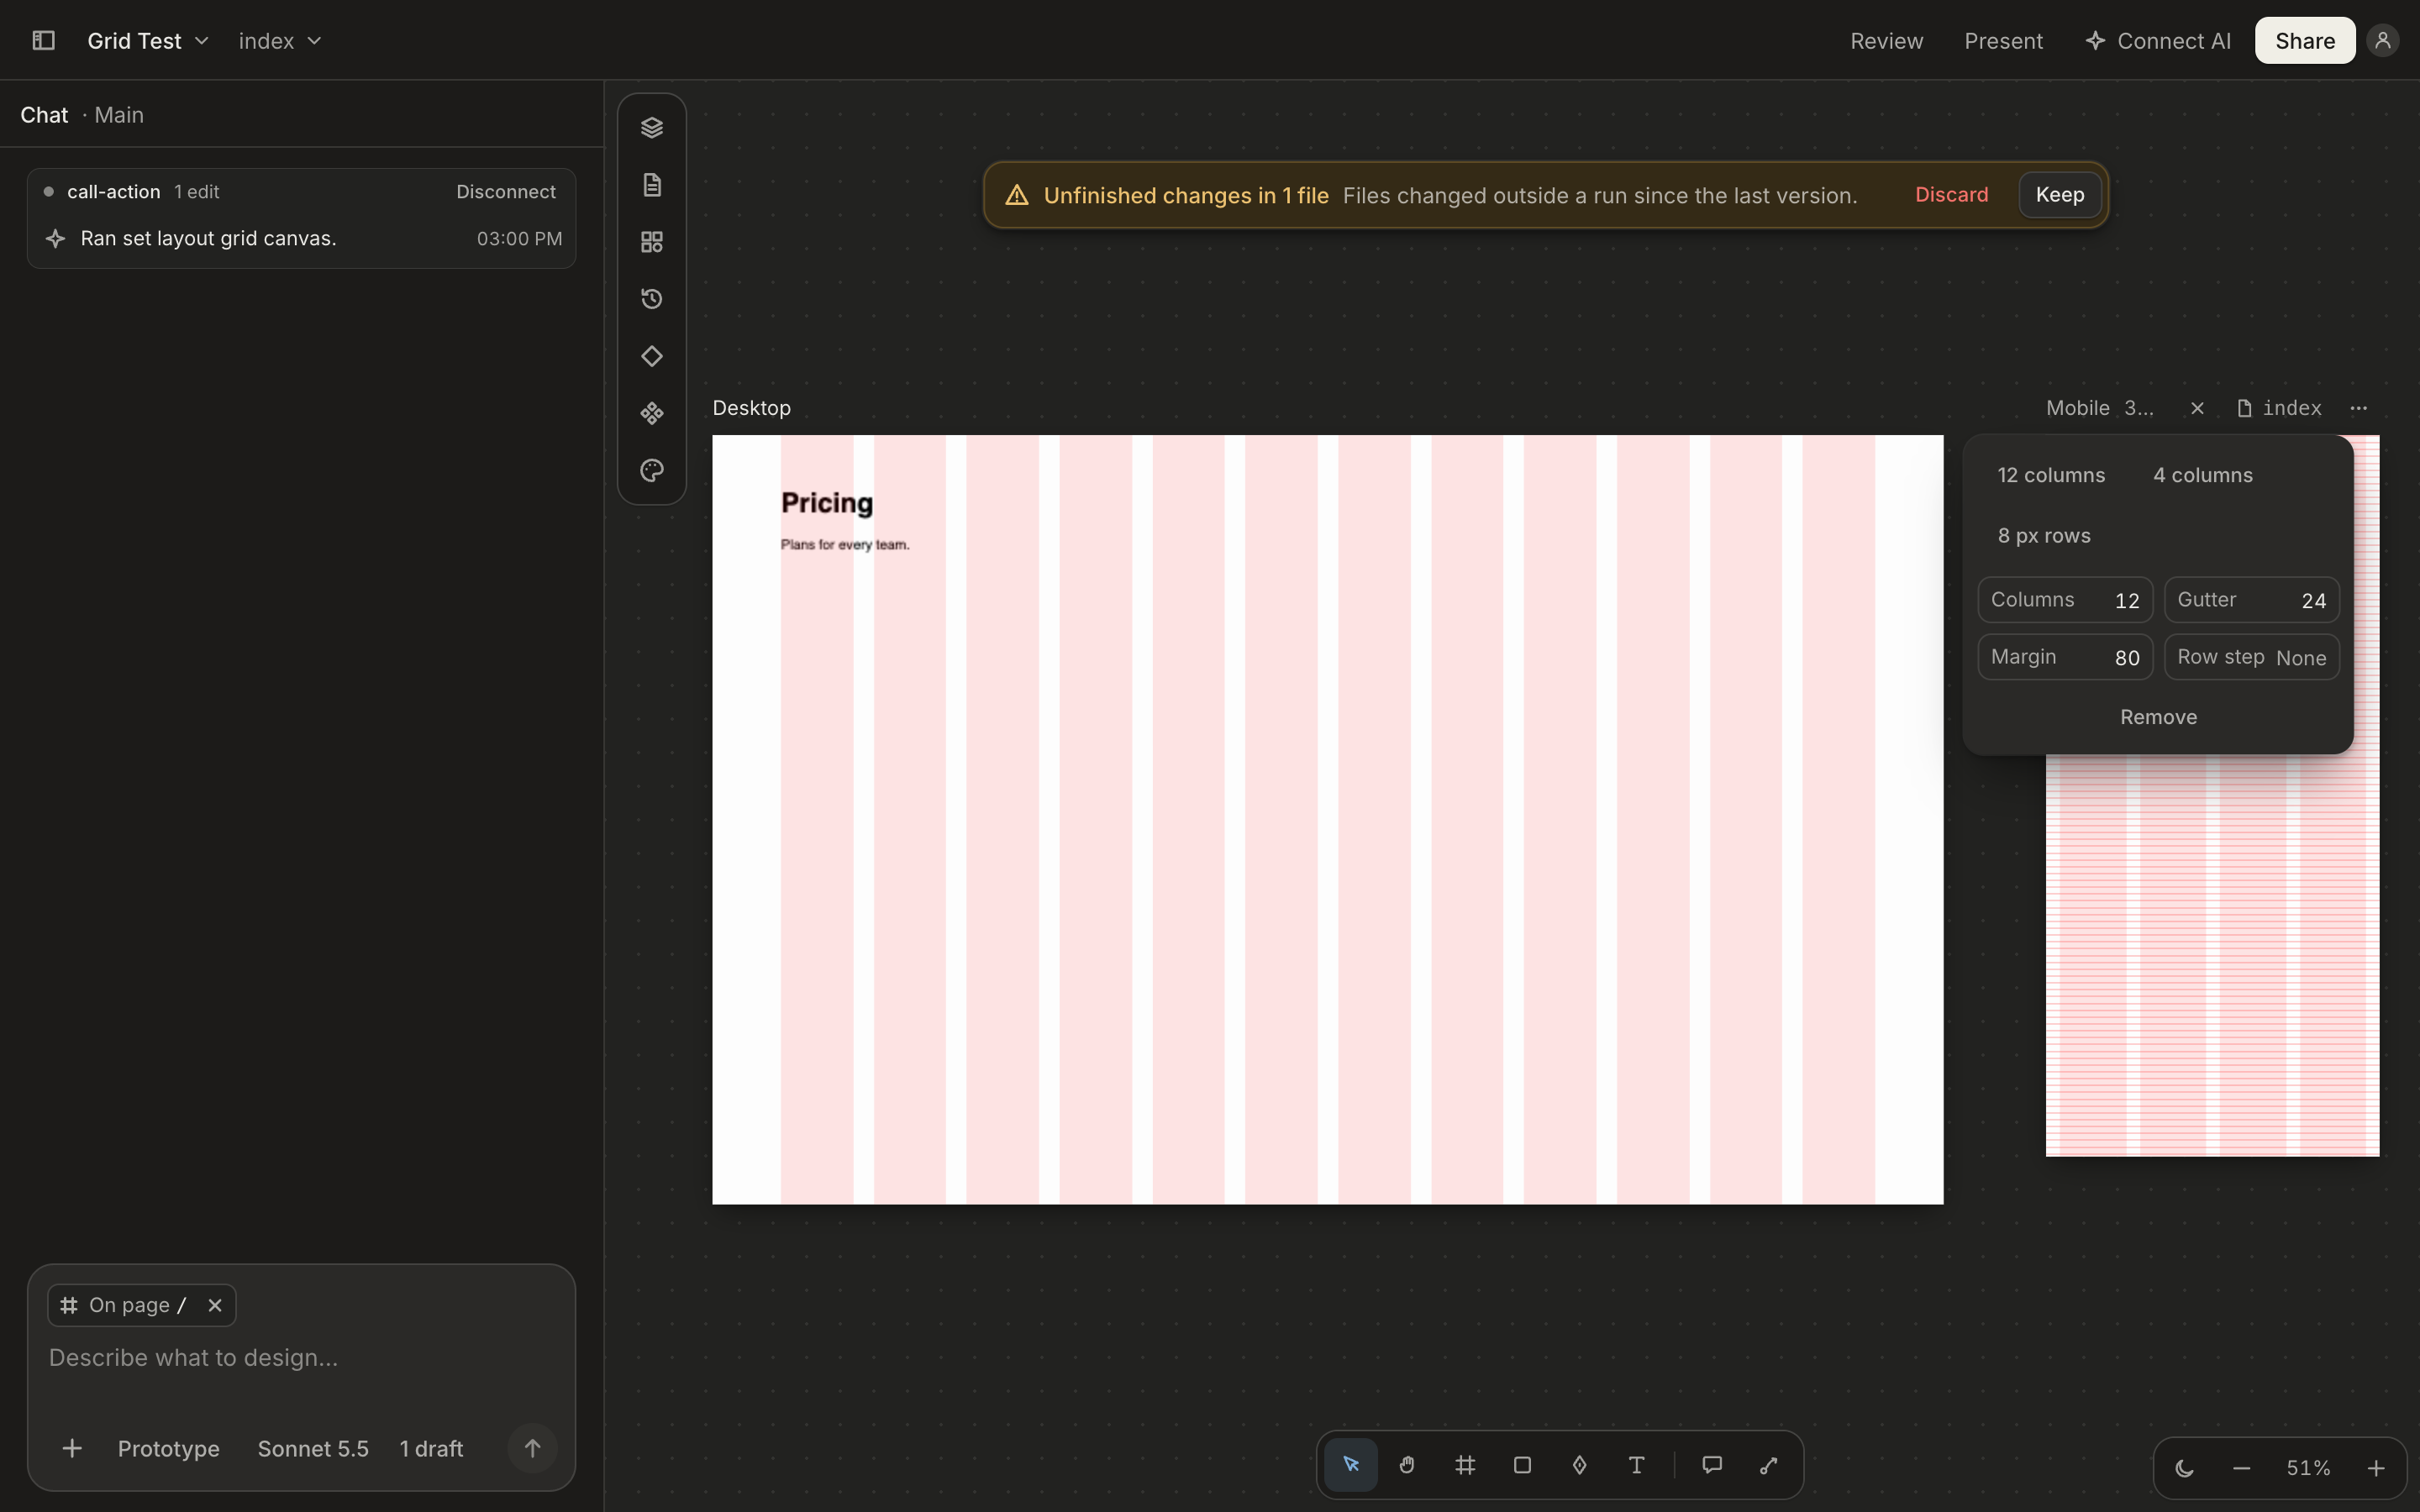 Grid Test index Review Present Connect AI Share
Chat · Main
call-action 1 edit Disconnect
Ran set layout grid canvas. 03:00 PM
Unfinished changes in 1 file Files changed outside a run since the last version. Discard Keep
Desktop
Mobile 3... index
Pricing
Plans for every team.
12 columns 4 columns
8 px rows
Columns 12 Gutter 24
Margin 80 Row step None
Remove
On page /
Describe what to design...
Prototype Sonnet 5.5 1 draft
51%